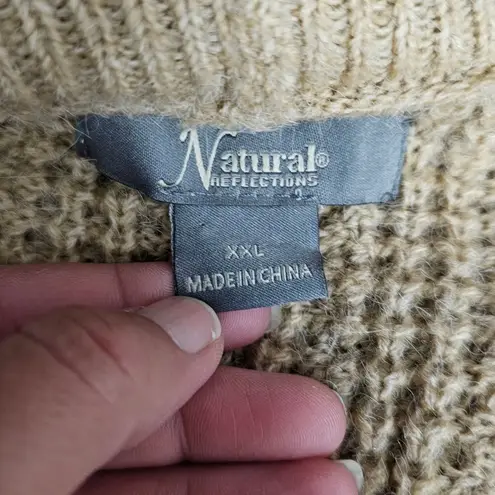 Natural®
REFLECTIONS
XXL
MADE IN CHINA